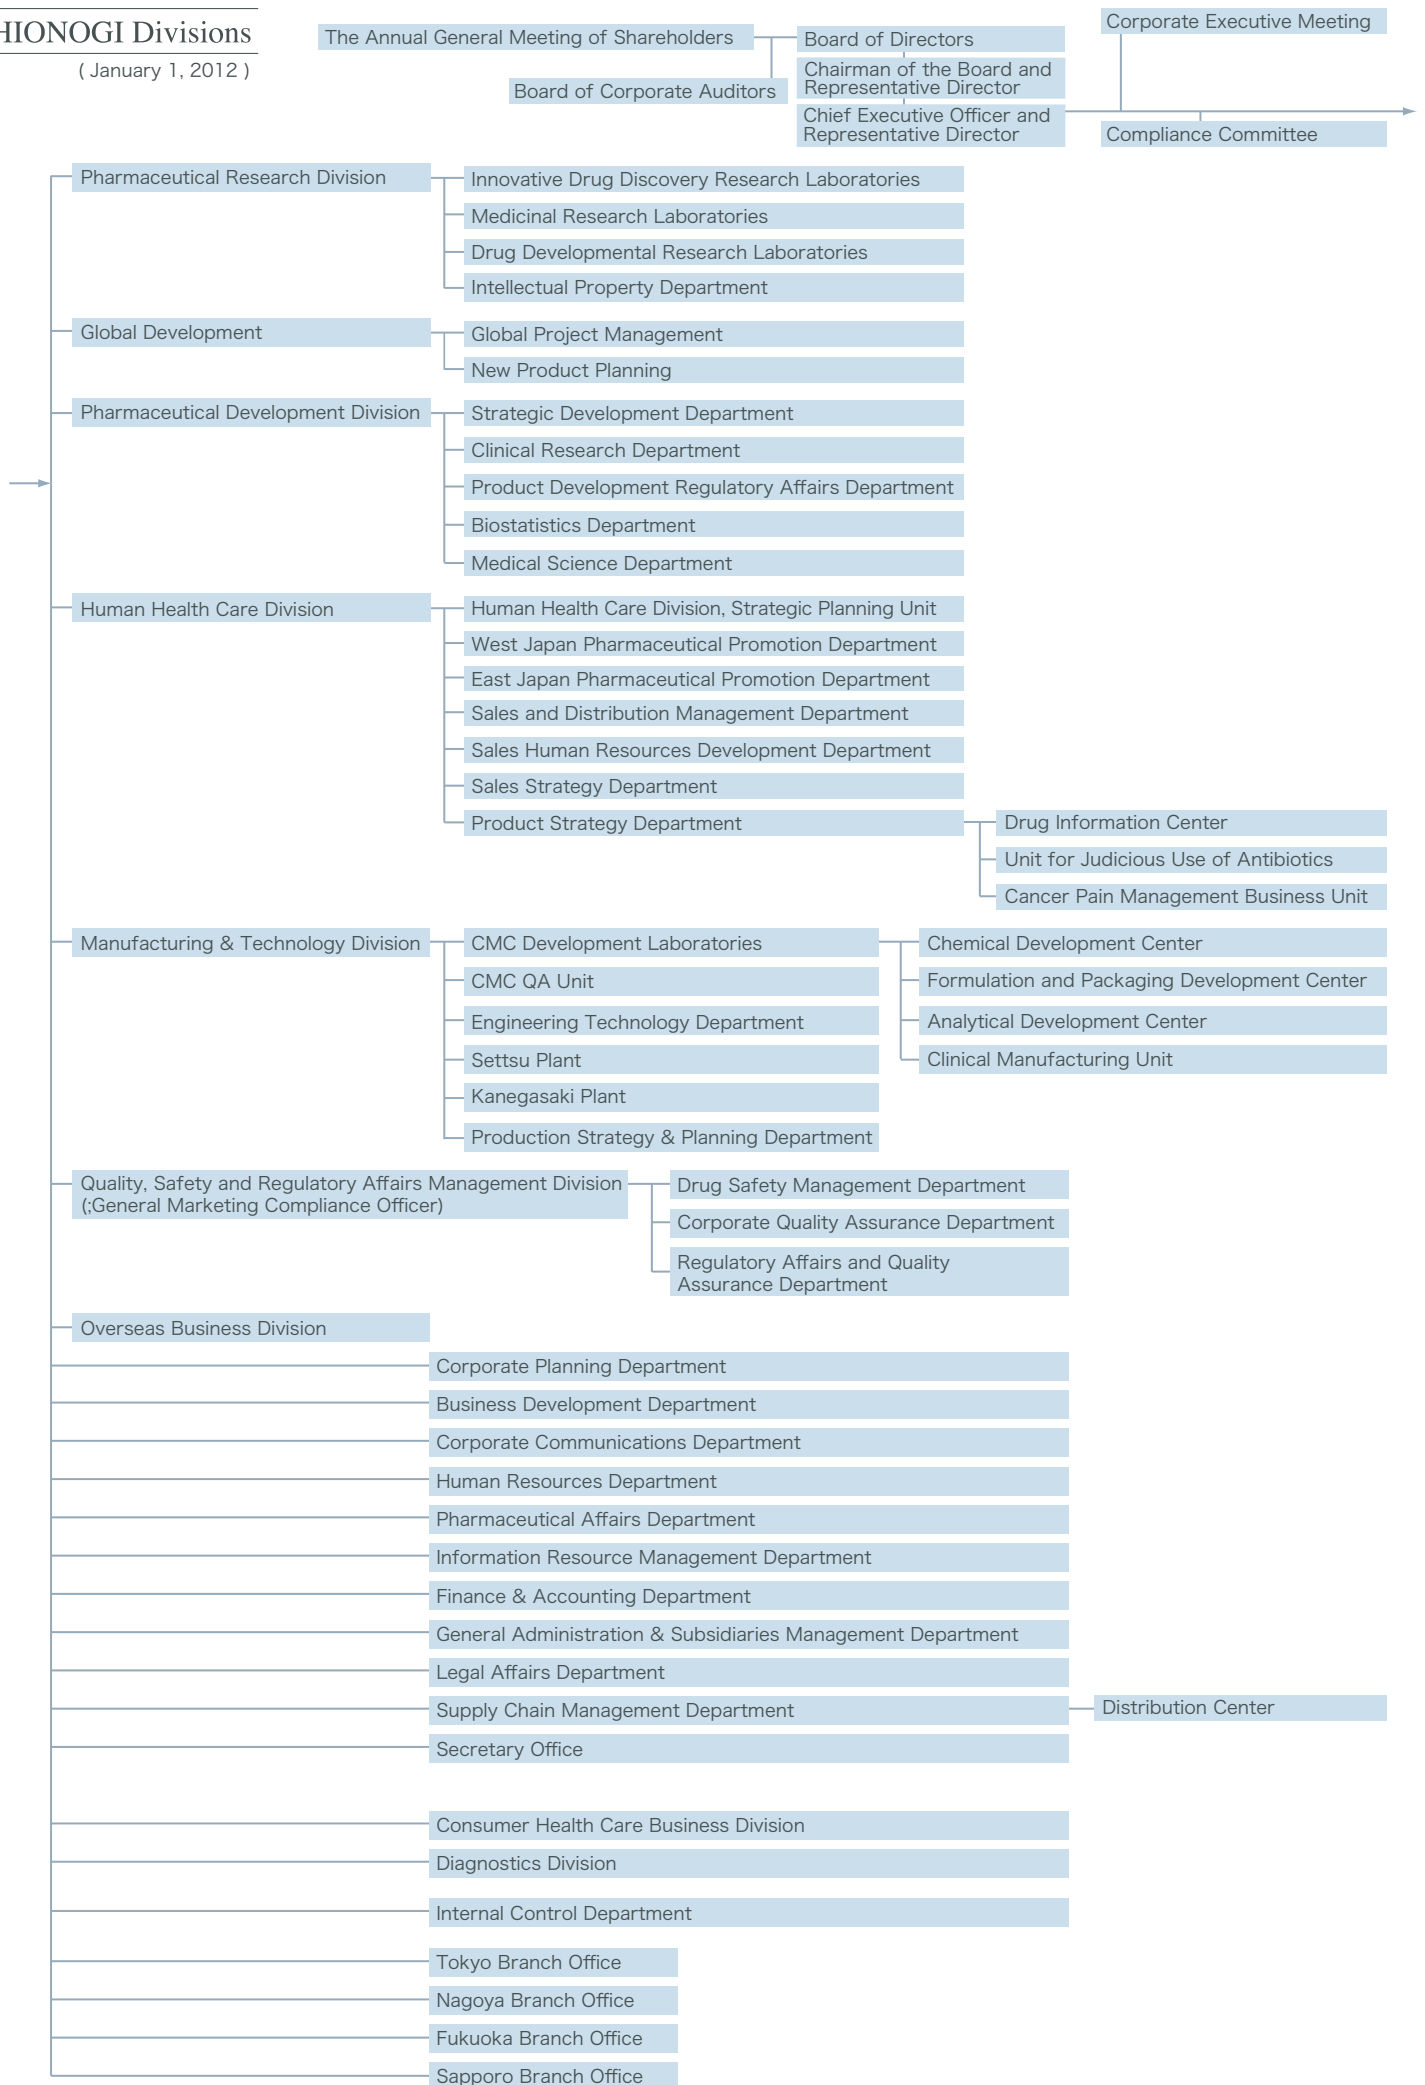 HIONOGI Divisions
( January 1, 2012 )
The Annual General Meeting of Shareholders
Board of Corporate Auditors
Board of Directors
Chairman of the Board and
Representative Director
Chief Executive Officer and
Representative Director
Corporate Executive Meeting
Compliance Committee
Pharmaceutical Research Division
Innovative Drug Discovery Research Laboratories
Medicinal Research Laboratories
Drug Developmental Research Laboratories
Intellectual Property Department
Global Development
Global Project Management
New Product Planning
Pharmaceutical Development Division
Strategic Development Department
Clinical Research Department
Product Development Regulatory Affairs Department
Biostatistics Department
Medical Science Department
Human Health Care Division
Human Health Care Division, Strategic Planning Unit
West Japan Pharmaceutical Promotion Department
East Japan Pharmaceutical Promotion Department
Sales and Distribution Management Department
Sales Human Resources Development Department
Sales Strategy Department
Product Strategy Department
Drug Information Center
Unit for Judicious Use of Antibiotics
Cancer Pain Management Business Unit
Manufacturing & Technology Division
CMC Development Laboratories
Chemical Development Center
Formulation and Packaging Development Center
Analytical Development Center
Clinical Manufacturing Unit
CMC QA Unit
Engineering Technology Department
Settsu Plant
Kanegasaki Plant
Production Strategy & Planning Department
Quality, Safety and Regulatory Affairs Management Division
(;General Marketing Compliance Officer)
Drug Safety Management Department
Corporate Quality Assurance Department
Regulatory Affairs and Quality
Assurance Department
Overseas Business Division
Corporate Planning Department
Business Development Department
Corporate Communications Department
Human Resources Department
Pharmaceutical Affairs Department
Information Resource Management Department
Finance & Accounting Department
General Administration & Subsidiaries Management Department
Legal Affairs Department
Supply Chain Management Department
Distribution Center
Secretary Office
Consumer Health Care Business Division
Diagnostics Division
Internal Control Department
Tokyo Branch Office
Nagoya Branch Office
Fukuoka Branch Office
Sapporo Branch Office